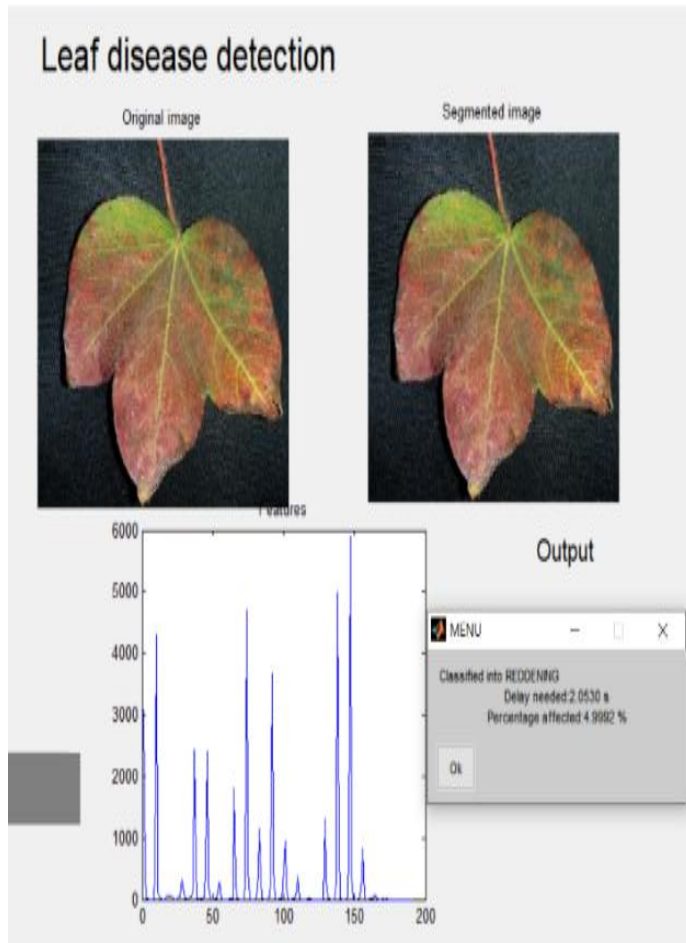 Leaf disease detection
Original image
Segmented image
Features
6000
5000
4000
3000
2000
1000
0
0 50 100 150 200
Output
MENU
Classified into REDDENING
Delay needed:2.0530 s
Percentage affected:4.9992 %
Ok